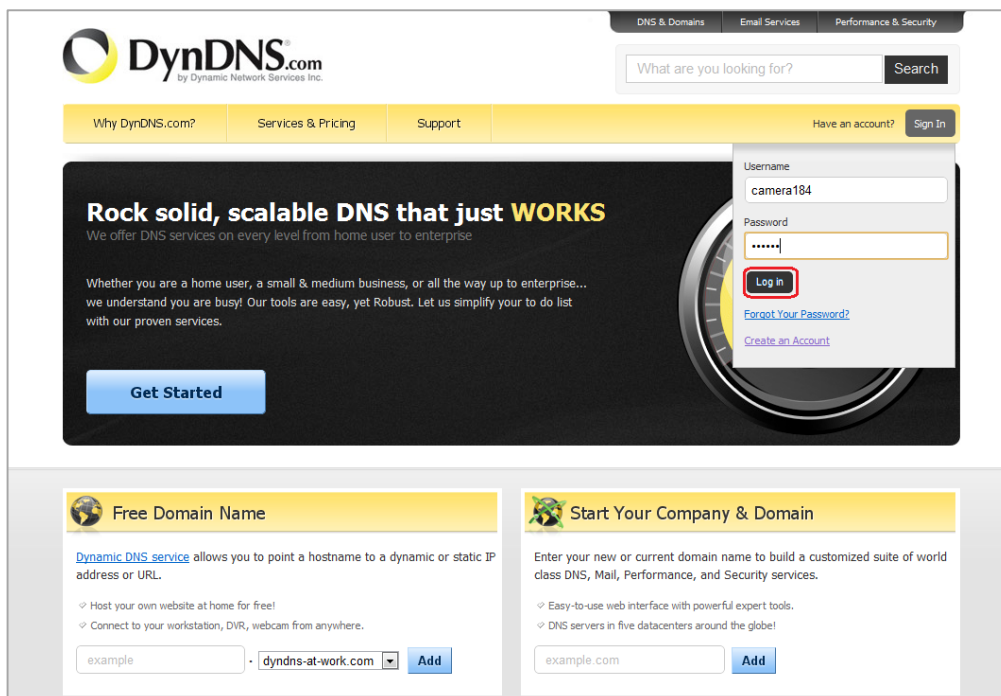 DNS & Domains Email Services Performance & Security
DynDNS.com
by Dynamic Network Services Inc.
What are you looking for? Search
Why DynDNS.com? Services & Pricing Support Have an account? Sign In
Username
camera184
Password
••••••
Log in
Forgot Your Password?
Create an Account
Rock solid, scalable DNS that just WORKS
We offer DNS services on every level from home user to enterprise
Whether you are a home user, a small & medium business, or all the way up to enterprise...
we understand you are busy! Our tools are easy, yet Robust. Let us simplify your to do list
with our proven services.
Get Started
Free Domain Name
Dynamic DNS service allows you to point a hostname to a dynamic or static IP
address or URL.
Host your own website at home for free!
Connect to your workstation, DVR, webcam from anywhere.
example . dyndns-at-work.com Add
Start Your Company & Domain
Enter your new or current domain name to build a customized suite of world
class DNS, Mail, Performance, and Security services.
Easy-to-use web interface with powerful expert tools.
DNS servers in five datacenters around the globe!
example.com Add